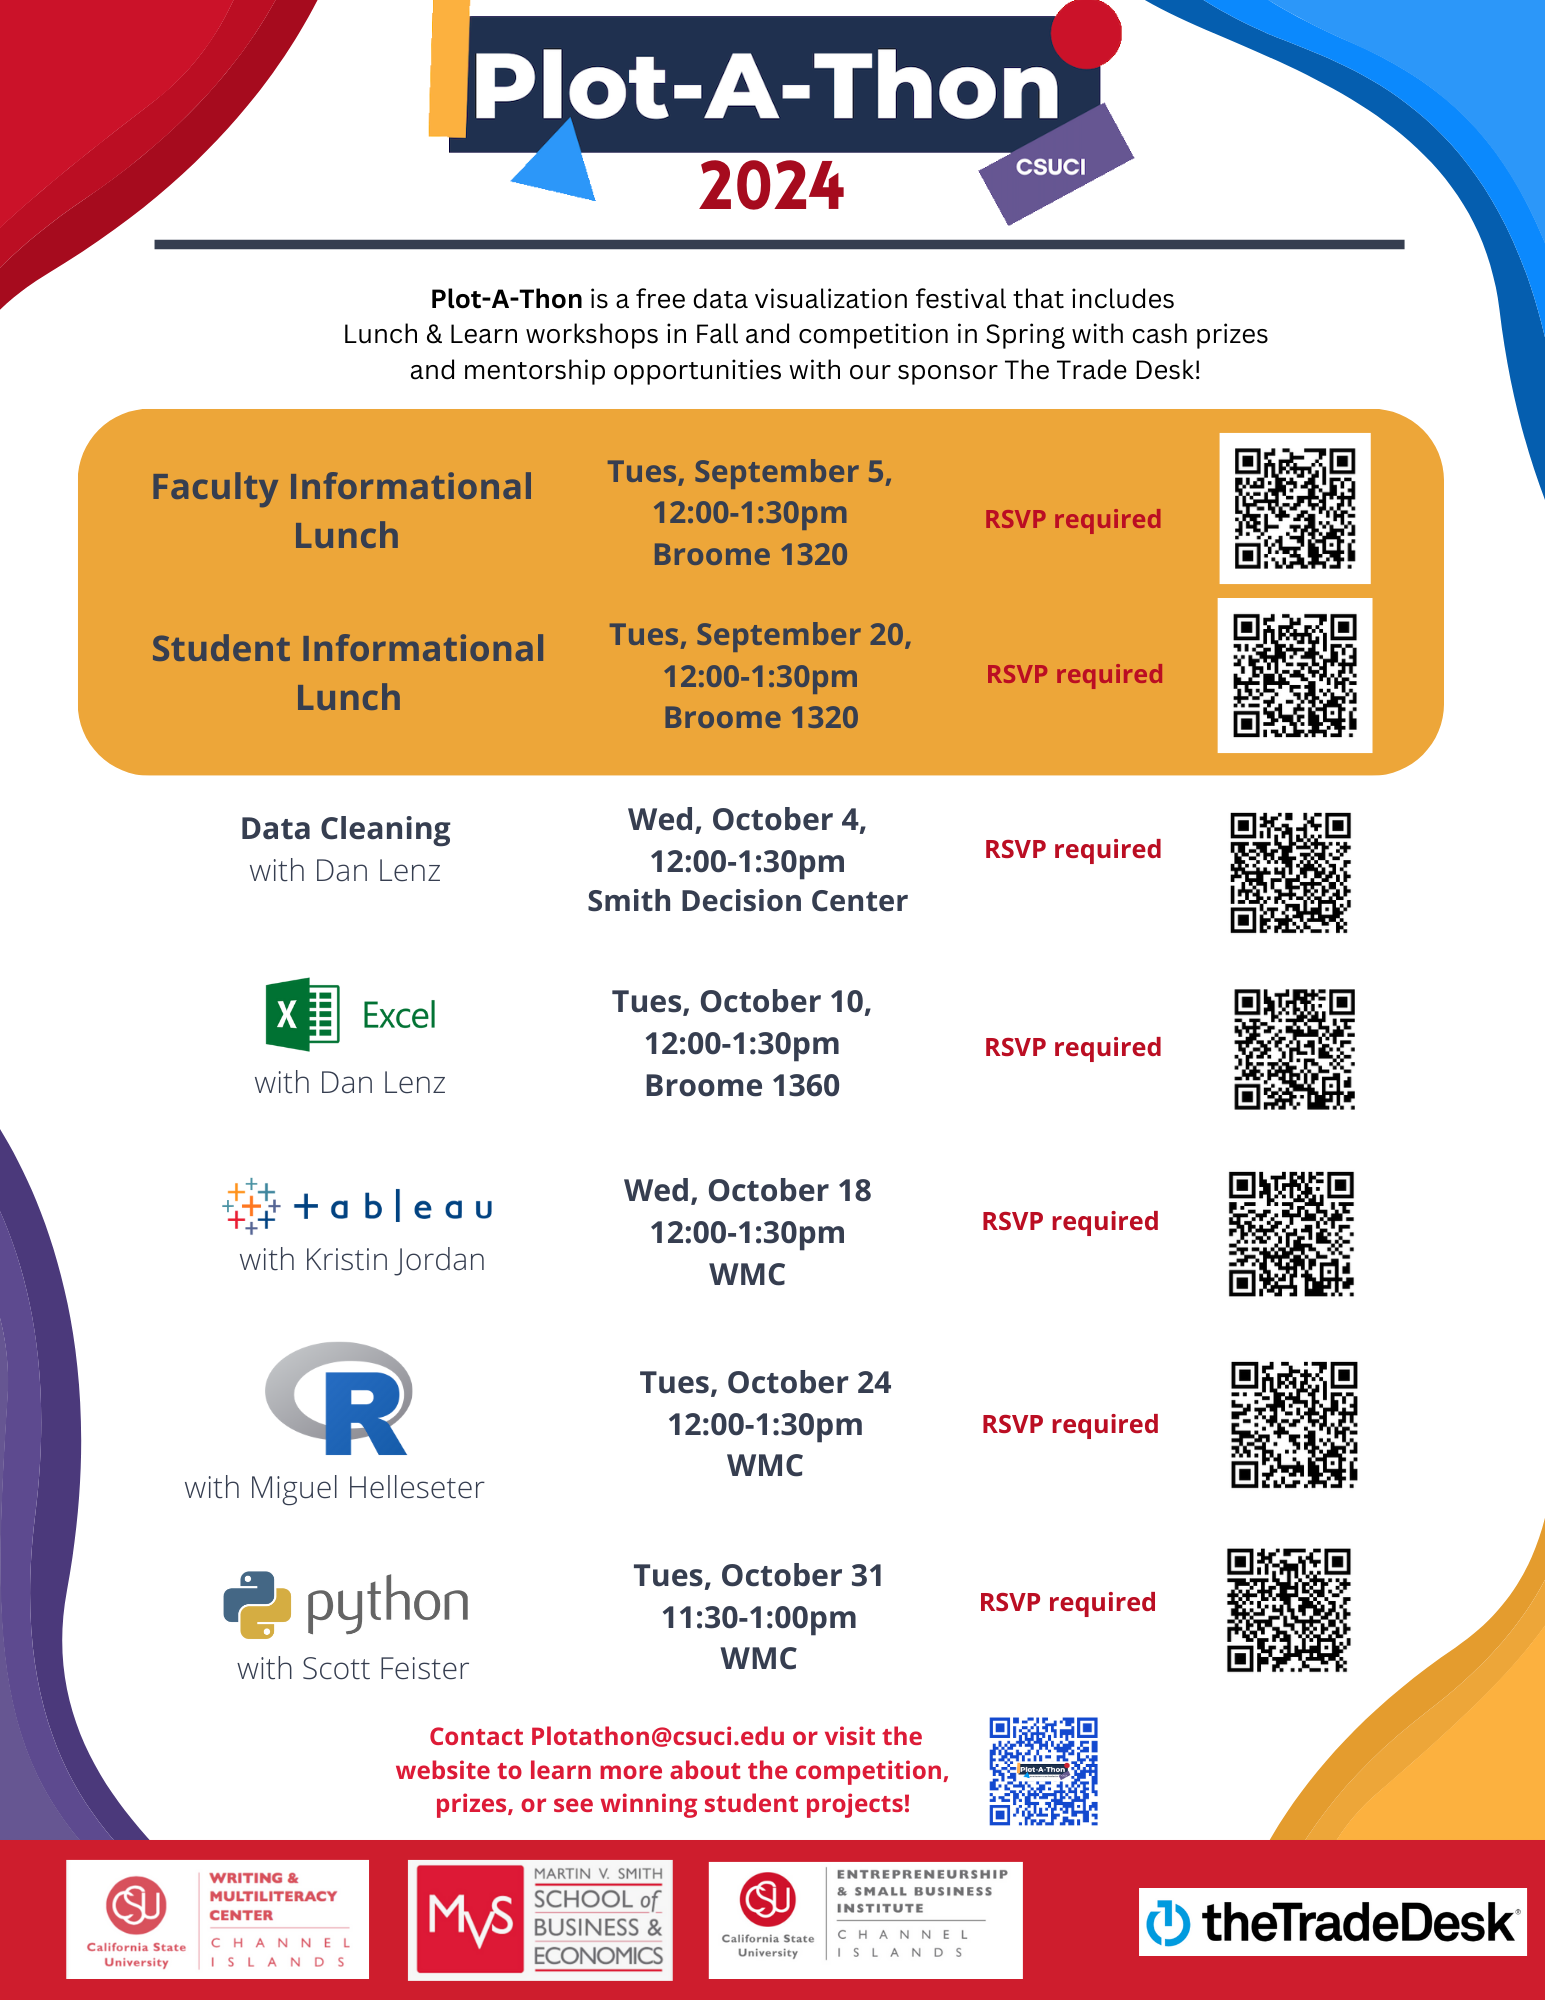 Plot-A-Thon
CSUCI
2024
Plot-A-Thon is a free data visualization festival that includes
Lunch & Learn workshops in Fall and competition in Spring with cash prizes
and mentorship opportunities with our sponsor The Trade Desk!
Faculty Informational
Lunch
Tues, September 5,
12:00-1:30pm
Broome 1320
RSVP required
Student Informational
Lunch
Tues, September 20,
12:00-1:30pm
Broome 1320
RSVP required
Data Cleaning
with Dan Lenz
Wed, October 4,
12:00-1:30pm
Smith Decision Center
RSVP required
X Excel
with Dan Lenz
Tues, October 10,
12:00-1:30pm
Broome 1360
RSVP required
+ableau
with Kristin Jordan
Wed, October 18
12:00-1:30pm
WMC
RSVP required
R
with Miguel Helleseter
Tues, October 24
12:00-1:30pm
WMC
RSVP required
python
with Scott Feister
Tues, October 31
11:30-1:00pm
WMC
RSVP required
Contact Plotathon@csuci.edu or visit the
website to learn more about the competition,
prizes, or see winning student projects!
Plot-A-Thon
CSU
California State
University
WRITING &
MULTILITERACY
CENTER
CHANNEL
ISLANDS
MVS
MARTIN V. SMITH
SCHOOL of
BUSINESS &
ECONOMICS
CSU
California State
University
ENTREPRENEURSHIP
& SMALL BUSINESS
INSTITUTE
CHANNEL
ISLANDS
theTradeDesk®